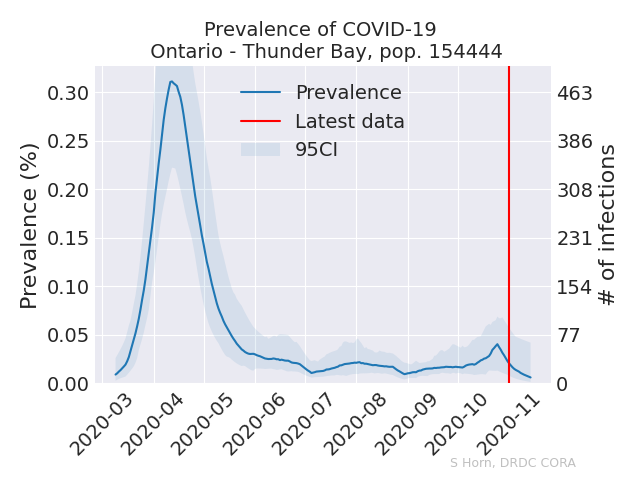 Prevalence of COVID-19
Ontario - Thunder Bay, pop. 154444
Prevalence
Latest data
95CI
Prevalence (%)
0.30
0.25
0.20
0.15
0.10
0.05
0.00
463
386
308
231
154
77
0
# of infections
2020-03
2020-04
2020-05
2020-06
2020-07
2020-08
2020-09
2020-10
2020-11
S Horn, DRDC CORA